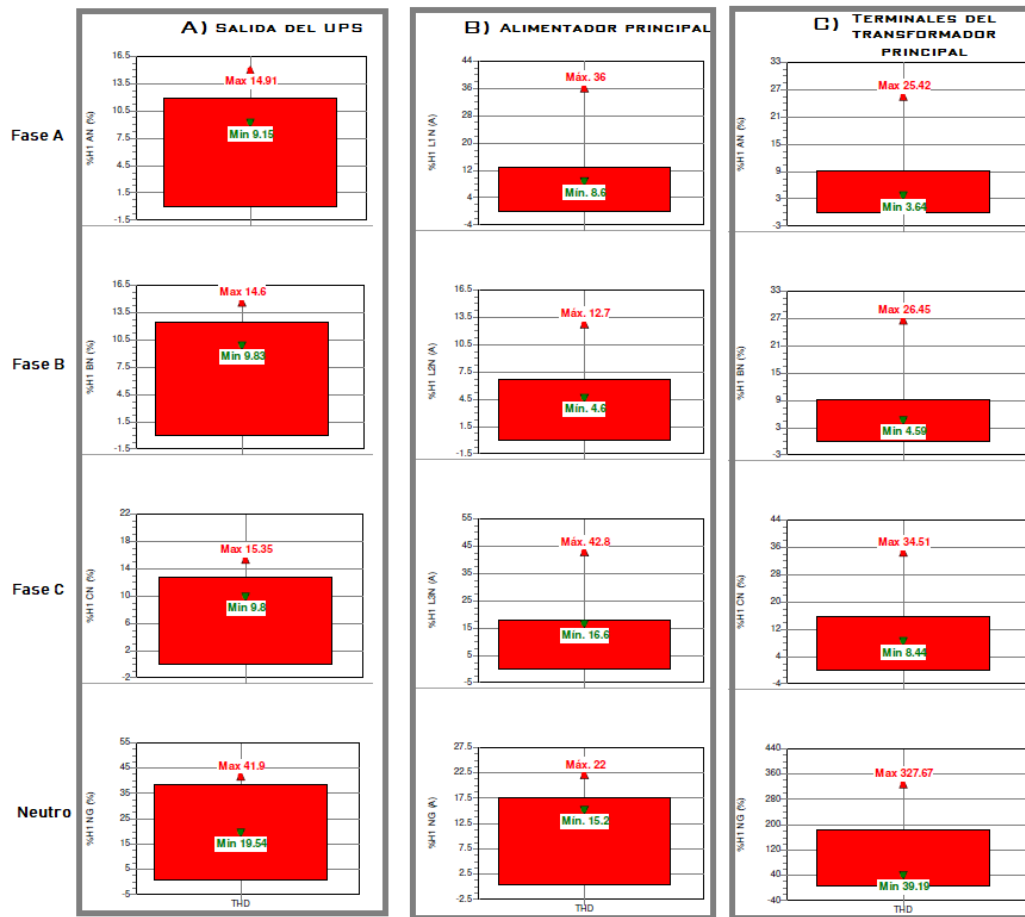 A) SALIDA DEL UPS
B) ALIMENTADOR PRINCIPAL
C) TERMINALES DEL
TRANSFORMADOR
PRINCIPAL
Fase A
%H1 AN (%)
16.5
13.5
10.5
7.5
4.5
1.5
-1.5
Max 14.91
Min 9.15
%H1 L1N (A)
44
36
28
20
12
4
-4
Máx. 36
Mín. 8.6
%H1 AN (%)
33
27
21
15
9
3
-3
Max 25.42
Min 3.64
Fase B
%H1 BN (%)
16.5
13.5
10.5
7.5
4.5
1.5
-1.5
Max 14.6
Min 9.83
%H1 L2N (A)
16.5
13.5
10.5
7.5
4.5
1.5
-1.5
Máx. 12.7
Mín. 4.6
%H1 BN (%)
33
27
21
15
9
3
-3
Max 26.45
Min 4.59
Fase C
%H1 CN (%)
22
18
14
10
6
2
-2
Max 15.35
Min 9.8
%H1 L3N (A)
55
45
35
25
15
5
-5
Máx. 42.8
Mín. 16.6
%H1 CN (%)
44
36
28
20
12
4
-4
Max 34.51
Min 8.44
Neutro
%H1 NG (%)
55
45
35
25
15
5
-5
Max 41.9
Min 19.54
THD
%H1 NG (A)
27.5
22.5
17.5
12.5
7.5
2.5
-2.5
Máx. 22
Mín. 15.2
THD
%H1 NG (%)
440
360
280
200
120
40
-40
Max 327.67
Min 39.19
THD